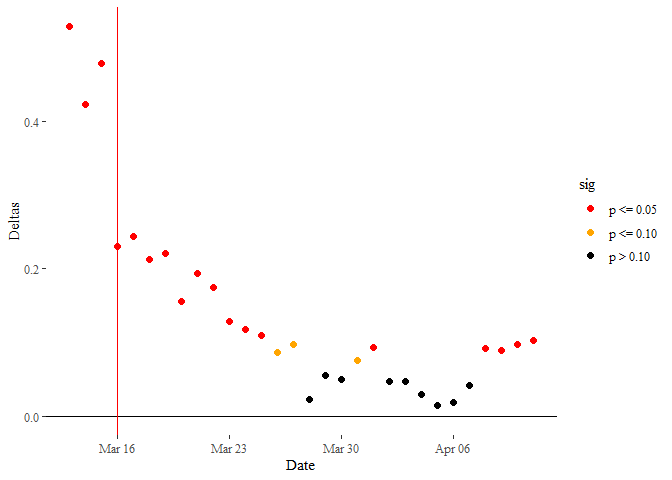 Deltas
0.4
0.2
0.0
Mar 16
Mar 23
Mar 30
Apr 06
Date
sig
p <= 0.05
p <= 0.10
p > 0.10